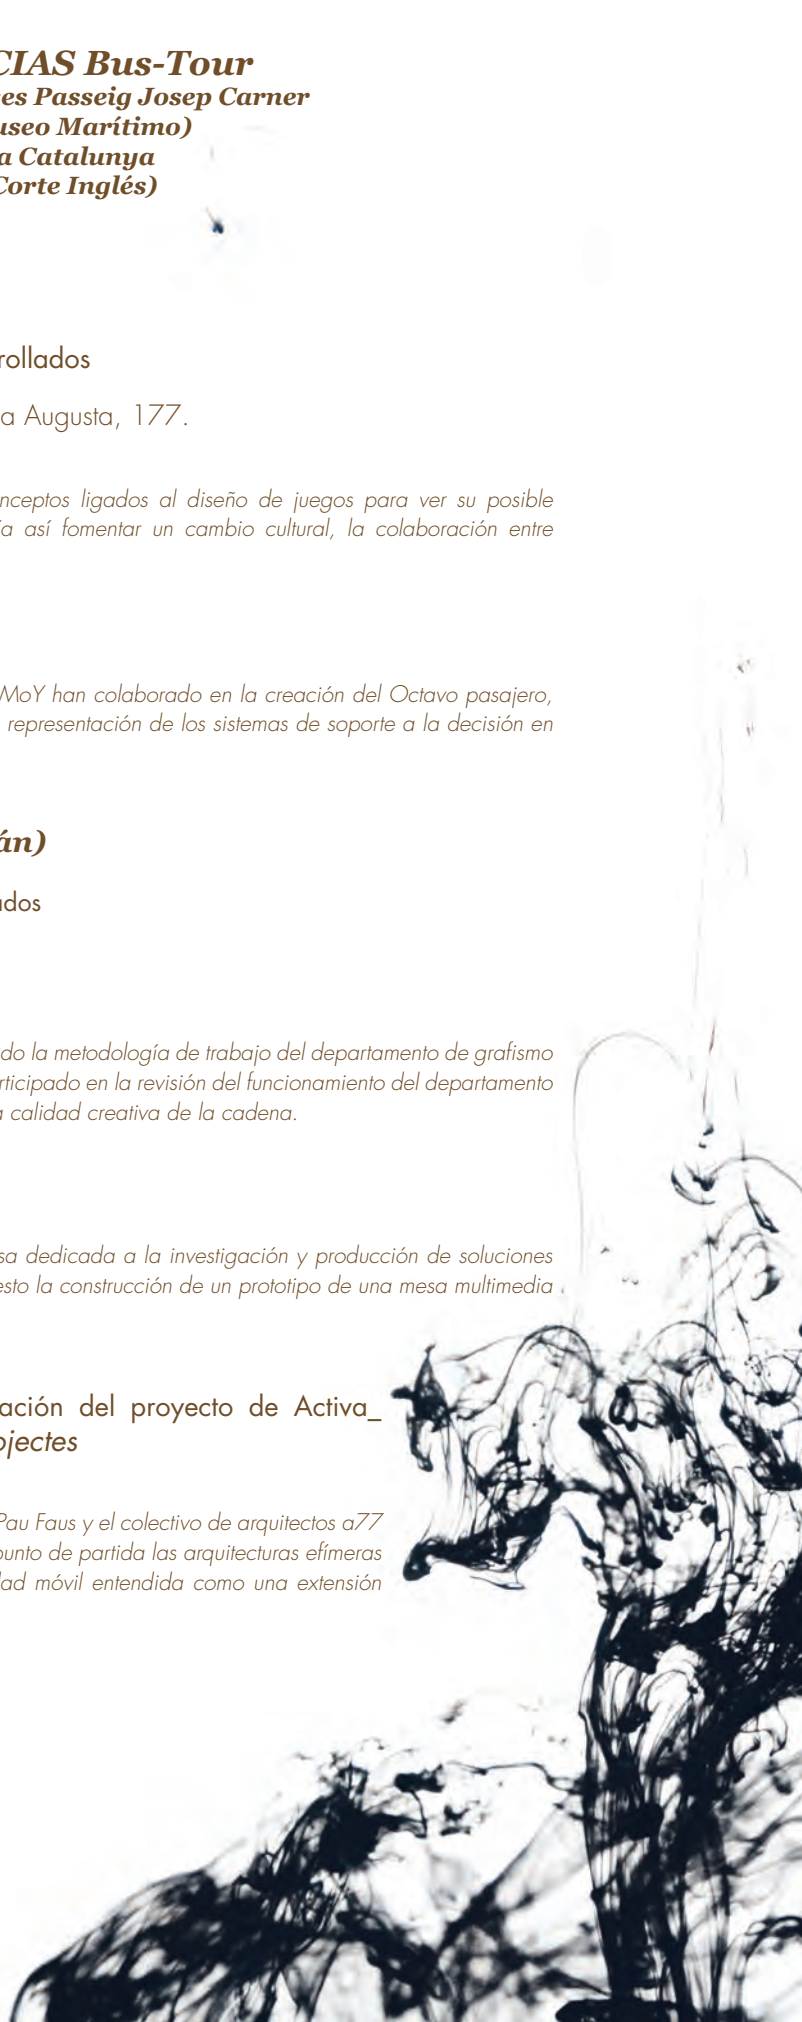 CIAS Bus-Tour
es Passeig Josep Carner
useo Marítimo)
a Catalunya
Corte Inglés)
rollados
a Augusta, 177.
nceptos ligados al diseño de juegos para ver su posible
ía así fomentar un cambio cultural, la colaboración entre
MoY han colaborado en la creación del Octavo pasajero,
representación de los sistemas de soporte a la decisión en
án)
ados
do la metodología de trabajo del departamento de grafismo
rticipado en la revisión del funcionamiento del departamento
a calidad creativa de la cadena.
sa dedicada a la investigación y producción de soluciones
esto la construcción de un prototipo de una mesa multimedia
ación del proyecto de Activa_
ojectes
Pau Faus y el colectivo de arquitectos a77
punto de partida las arquitecturas efímeras
dad móvil entendida como una extensión